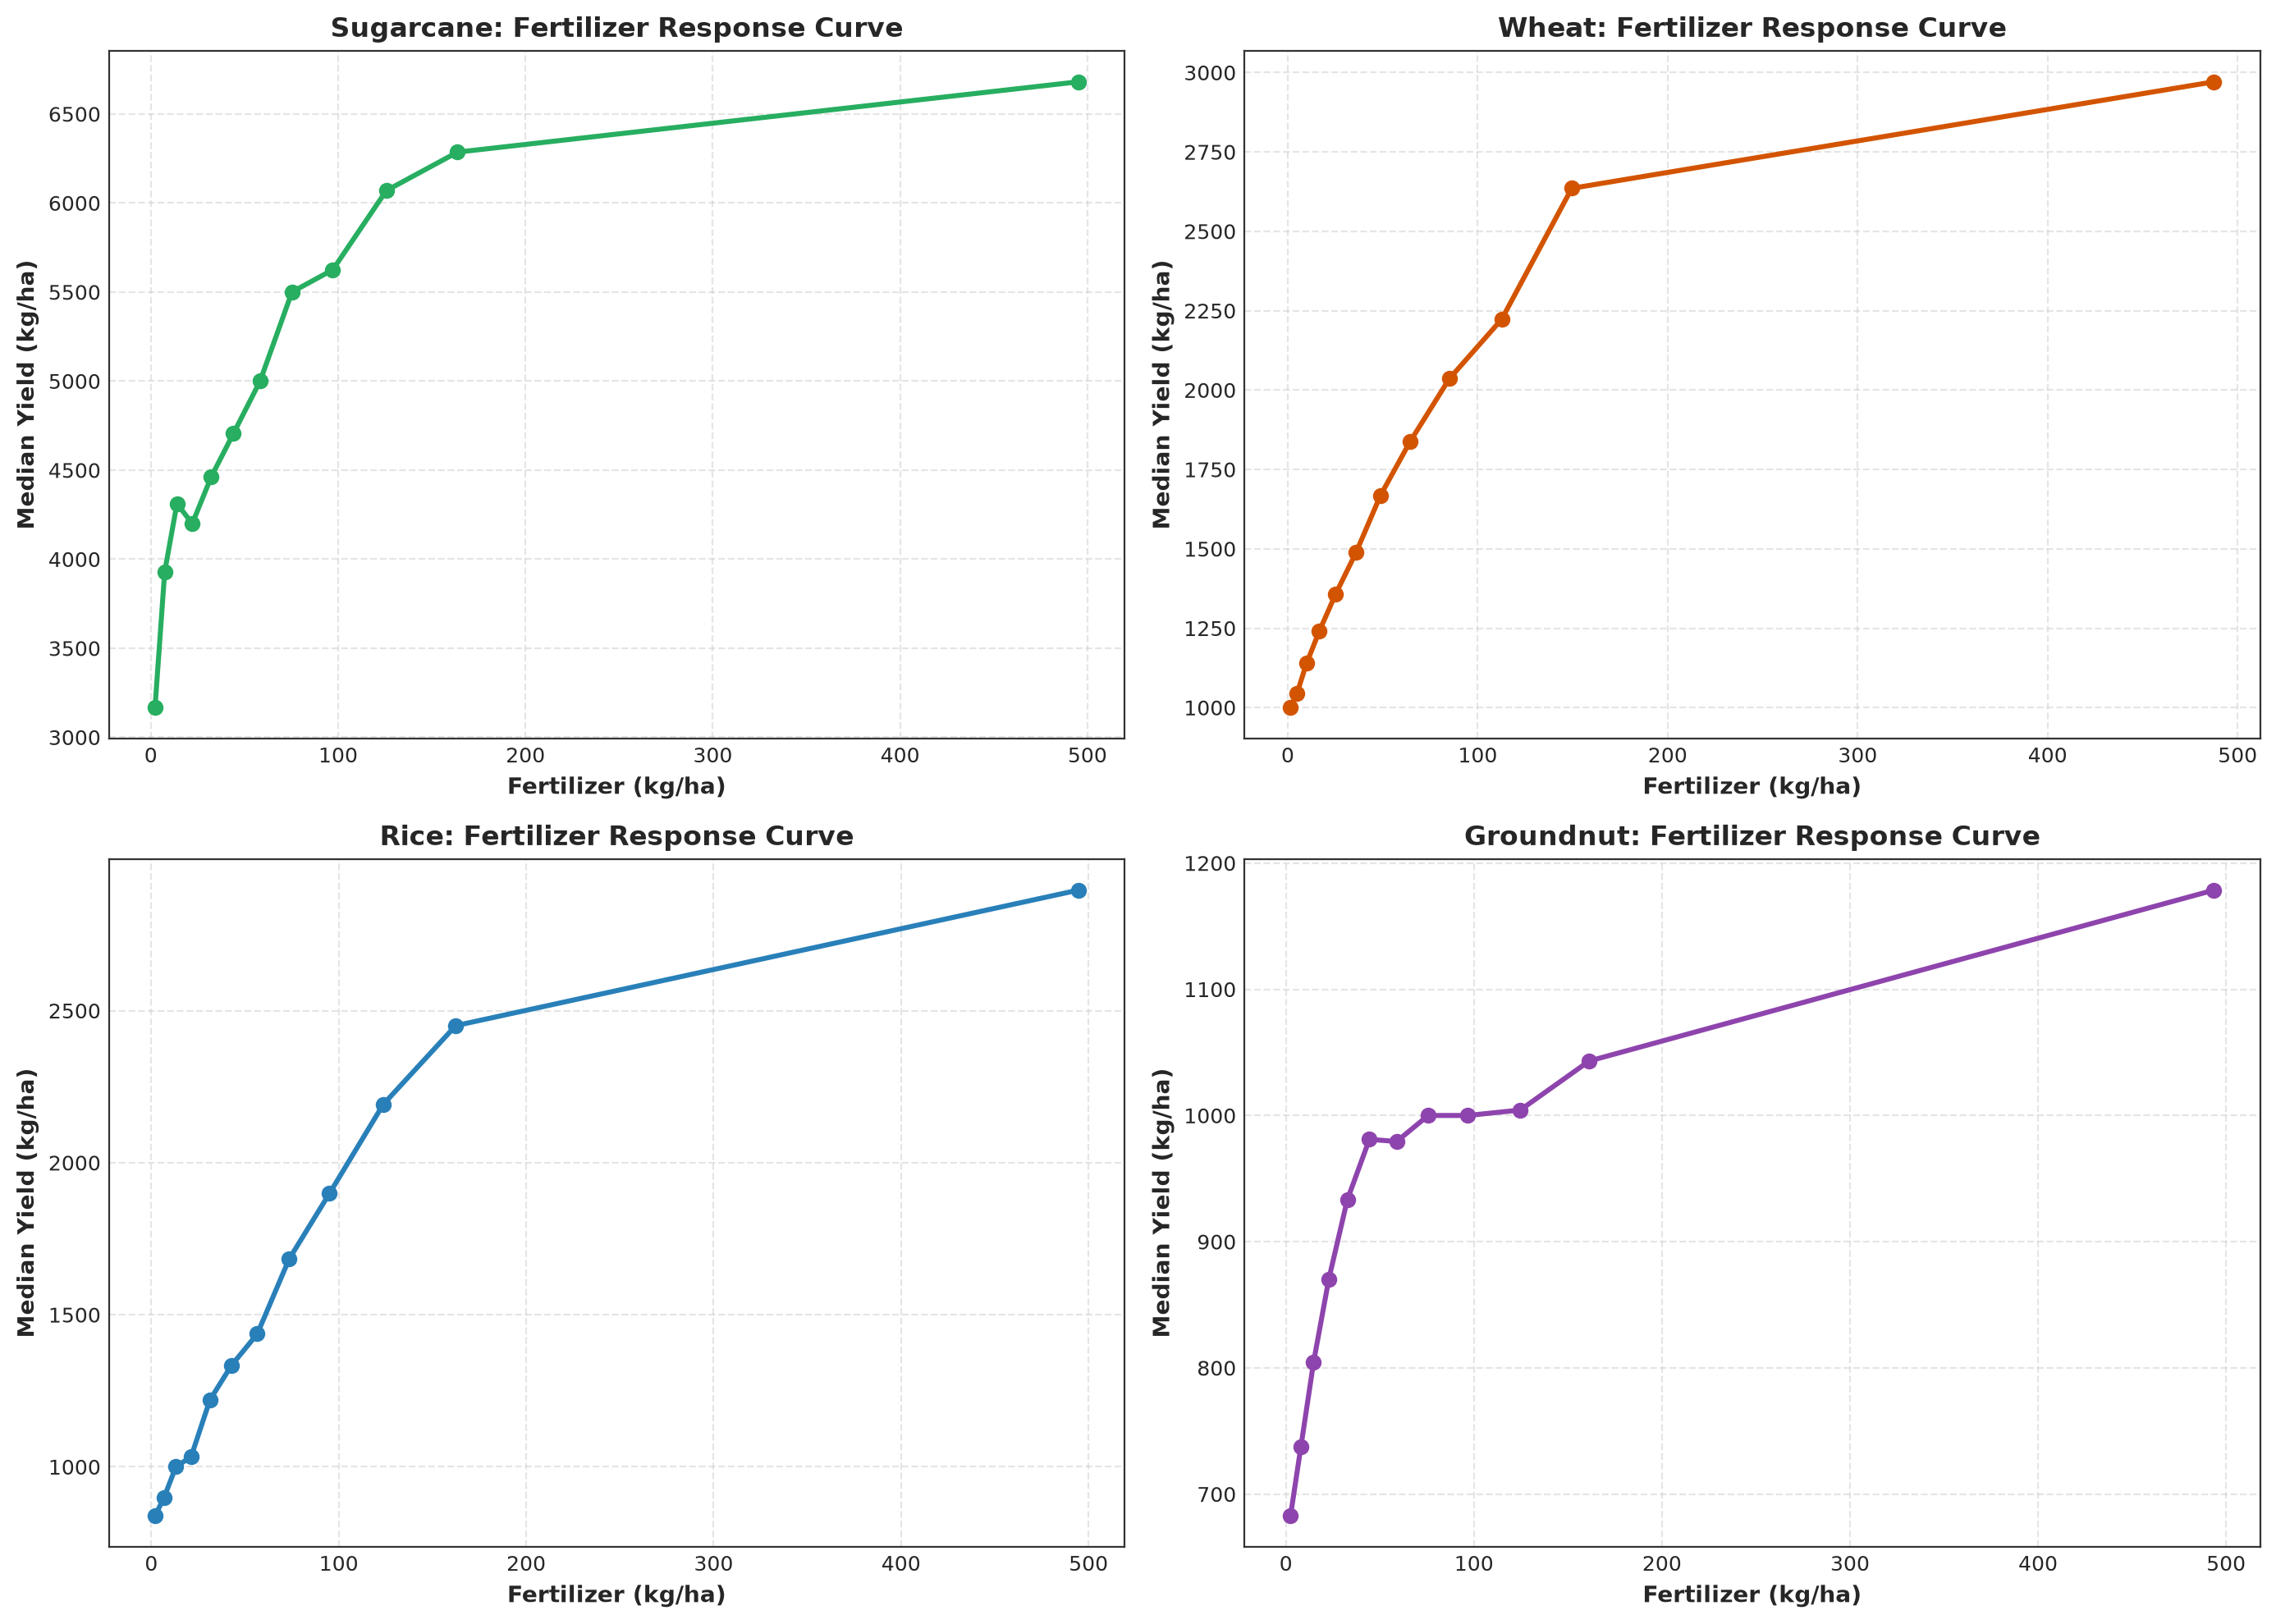 Sugarcane: Fertilizer Response Curve
Median Yield (kg/ha)
6500
6000
5500
5000
4500
4000
3500
3000
0 100 200 300 400 500
Fertilizer (kg/ha)
Wheat: Fertilizer Response Curve
Median Yield (kg/ha)
3000
2750
2500
2250
2000
1750
1500
1250
1000
0 100 200 300 400 500
Fertilizer (kg/ha)
Rice: Fertilizer Response Curve
Median Yield (kg/ha)
2500
2000
1500
1000
0 100 200 300 400 500
Fertilizer (kg/ha)
Groundnut: Fertilizer Response Curve
Median Yield (kg/ha)
1200
1100
1000
900
800
700
0 100 200 300 400 500
Fertilizer (kg/ha)